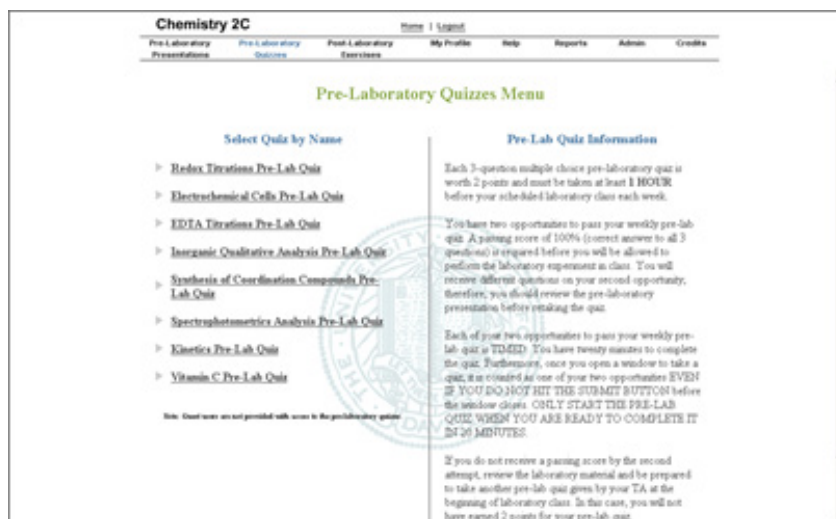 Chemistry 2C
Home | Logout
Pre-Laboratory Presentations
Pre-Laboratory Quizzes
Post-Laboratory Exercises
My Profile
Help
Reports
Admin
Credits
Pre-Laboratory Quizzes Menu
Select Quiz by Name
Redox Titrations Pre-Lab Quiz
Electrochemical Cells Pre-Lab Quiz
EDTA Titrations Pre-Lab Quiz
Inorganic Qualitative Analysis Pre-Lab Quiz
Synthesis of Coordination Compounds Pre-
Lab Quiz
Spectrophotometrics Analysis Pre-Lab Quiz
Kinetics Pre-Lab Quiz
Vitamin C Pre-Lab Quiz
Note: Guest users are not provided with access to the pre-laboratory quizzes
Pre-Lab Quiz Information
Each 3-question multiple choice pre-laboratory quiz is
worth 2 points and must be taken at least 1 HOUR
before your scheduled laboratory class each week.
You have two opportunities to pass your weekly pre-lab
quiz. A passing score of 100% (correct answer to all 3
questions) is required before you will be allowed to
perform the laboratory experiment in class. You will
receive different questions on your second opportunity,
therefore, you should review the pre-laboratory
presentation before retaking the quiz.
Each of your two opportunities to pass your weekly pre-
lab quiz is TIMED. You have twenty minutes to complete
the quiz. Furthermore, once you open a window to take a
quiz, it is counted as one of your two opportunities EVEN
IF YOU DO NOT HIT THE SUBMIT BUTTON before
the window closes. ONLY START THE PRE-LAB
QUIZ WHEN YOU ARE READY TO COMPLETE IT
IN 20 MINUTES.
If you do not receive a passing score by the second
attempt, review the laboratory material and be prepared
to take another pre-lab quiz given by your TA at the
beginning of laboratory class. In this case, you will not
have earned 2 points for your pre-lab quiz.